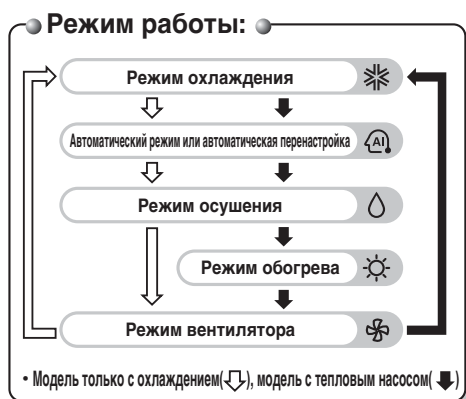 Режим работы:
Режим охлаждения
Автоматический режим или автоматическая перенастройка
AI
Режим осушения
Режим обогрева
Режим вентилятора
• Модель только с охлаждением( ), модель с тепловым насосом( )